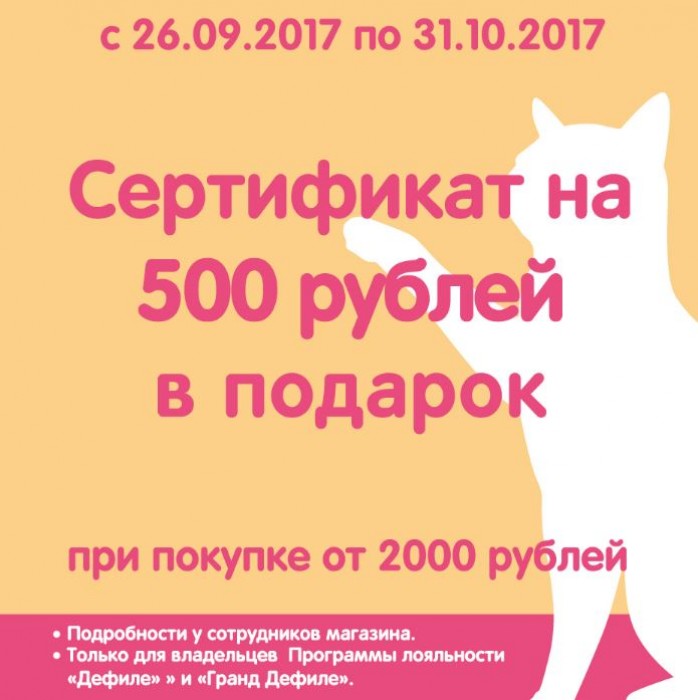 с 26.09.2017 по 31.10.2017
Сертификат на
500 рублей
в подарок
при покупке от 2000 рублей
• Подробности у сотрудников магазина.
• Только для владельцев Программы лояльности
«Дефиле» » и «Гранд Дефиле».